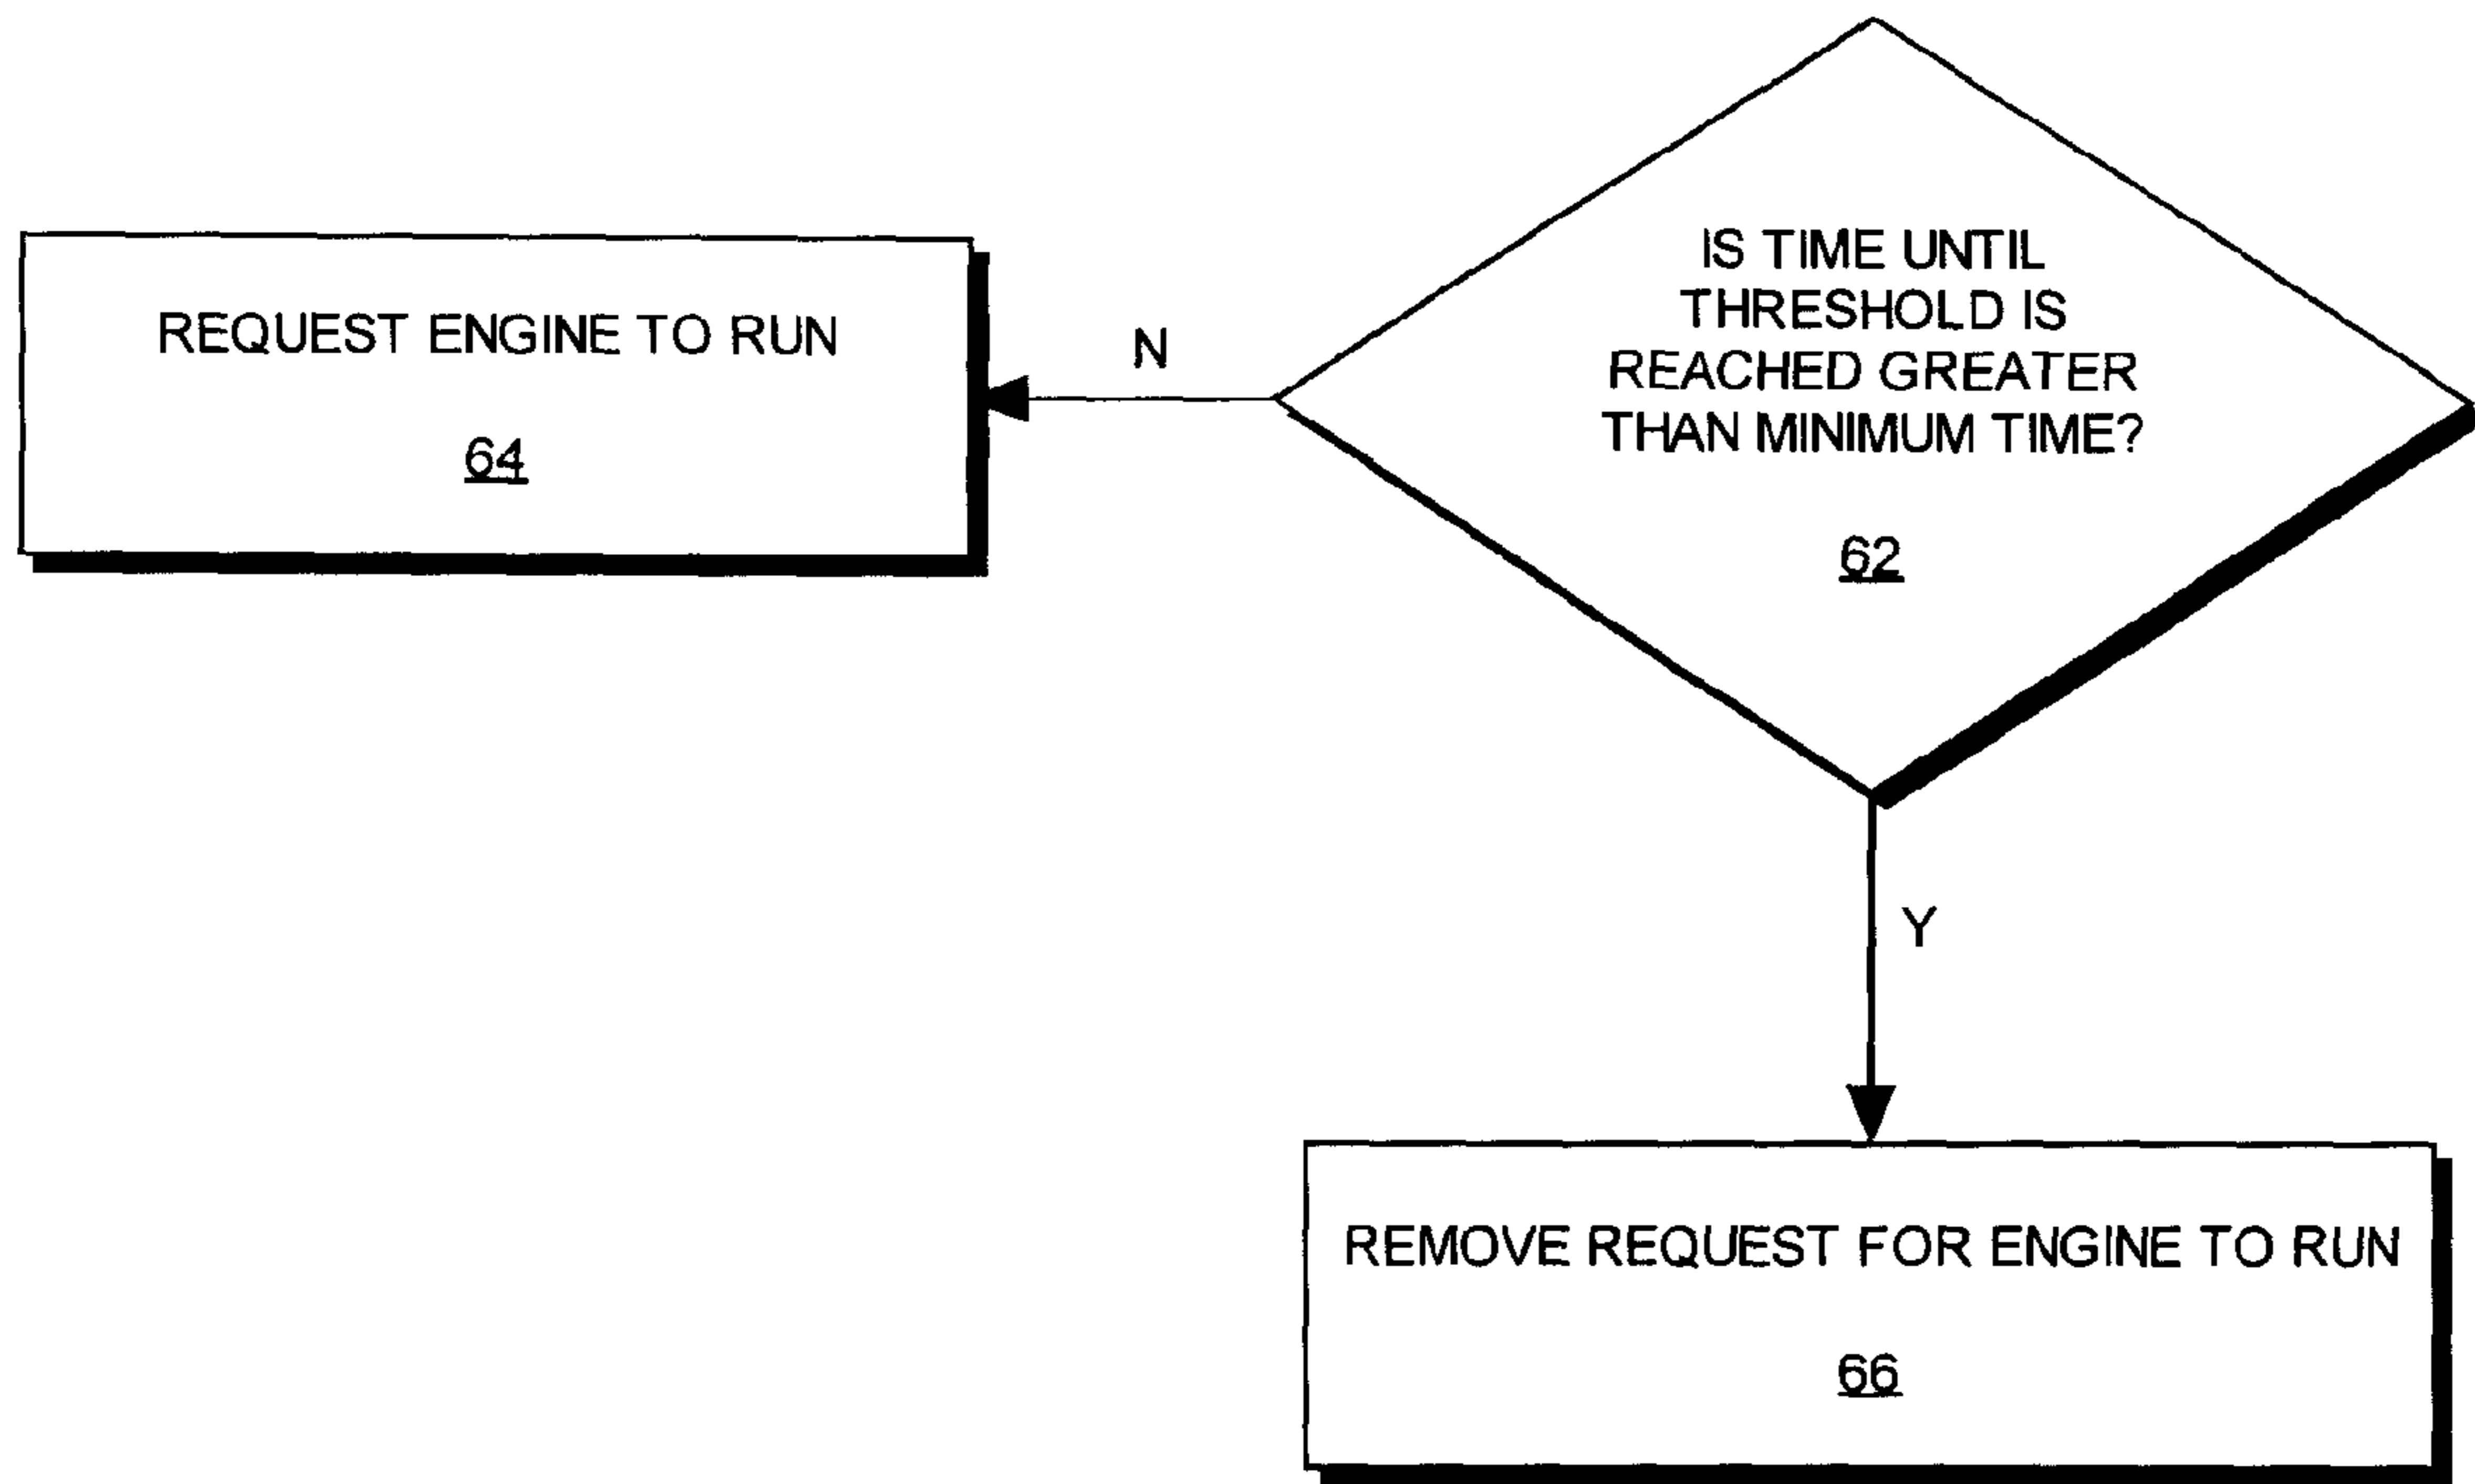 IS TIME UNTIL
THRESHOLD IS
REACHED GREATER
THAN MINIMUM TIME?
62
N
REQUEST ENGINE TO RUN
64
Y
REMOVE REQUEST FOR ENGINE TO RUN
66